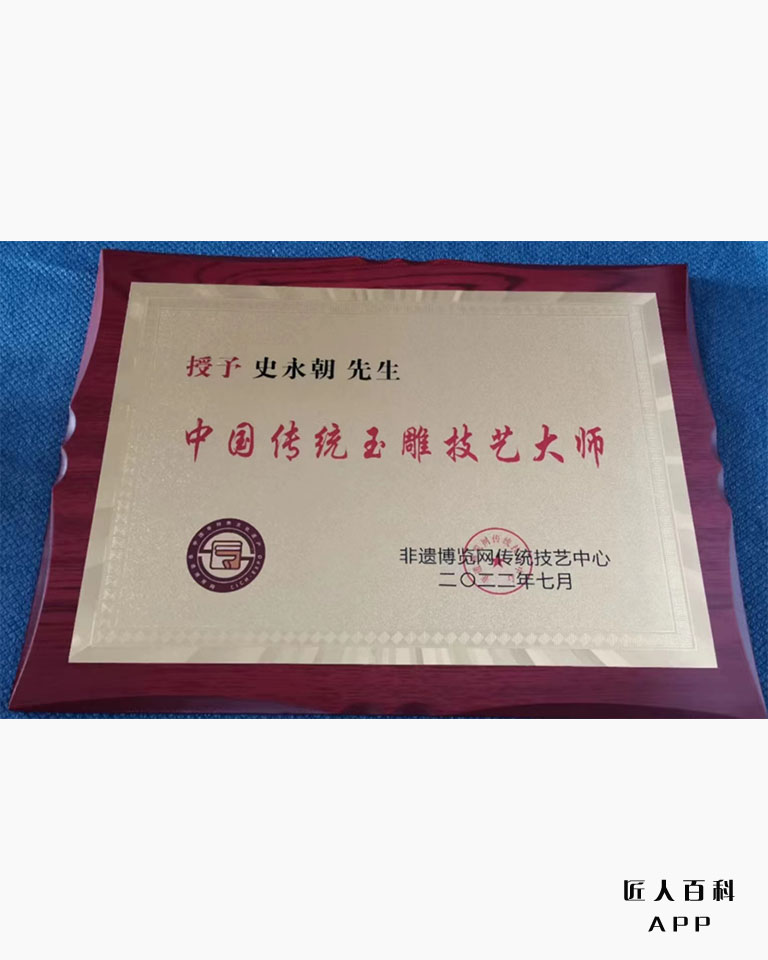 授予 史永朝 先生
中国传统玉雕技艺大师
非遗博览网传统技艺中心
二〇二二年七月
匠人百科
APP